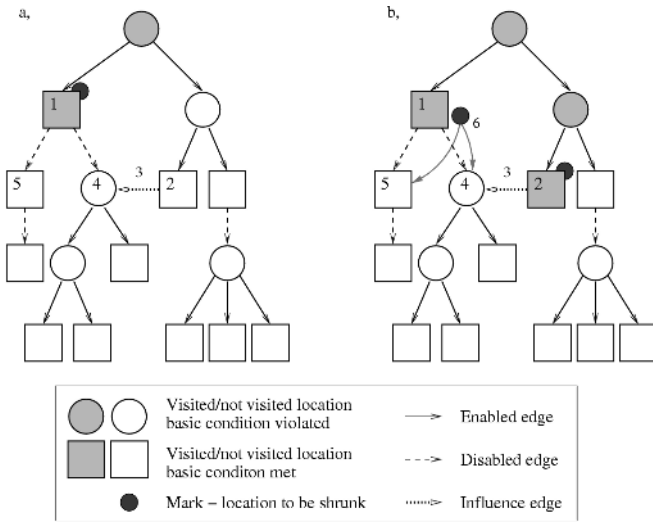 a,
b,
1
1
6
5
4
3
2
5
4
3
2
Visited/not visited location
basic condition violated
Visited/not visited location
basic conditon met
Mark – location to be shrunk
Enabled edge
Disabled edge
Influence edge